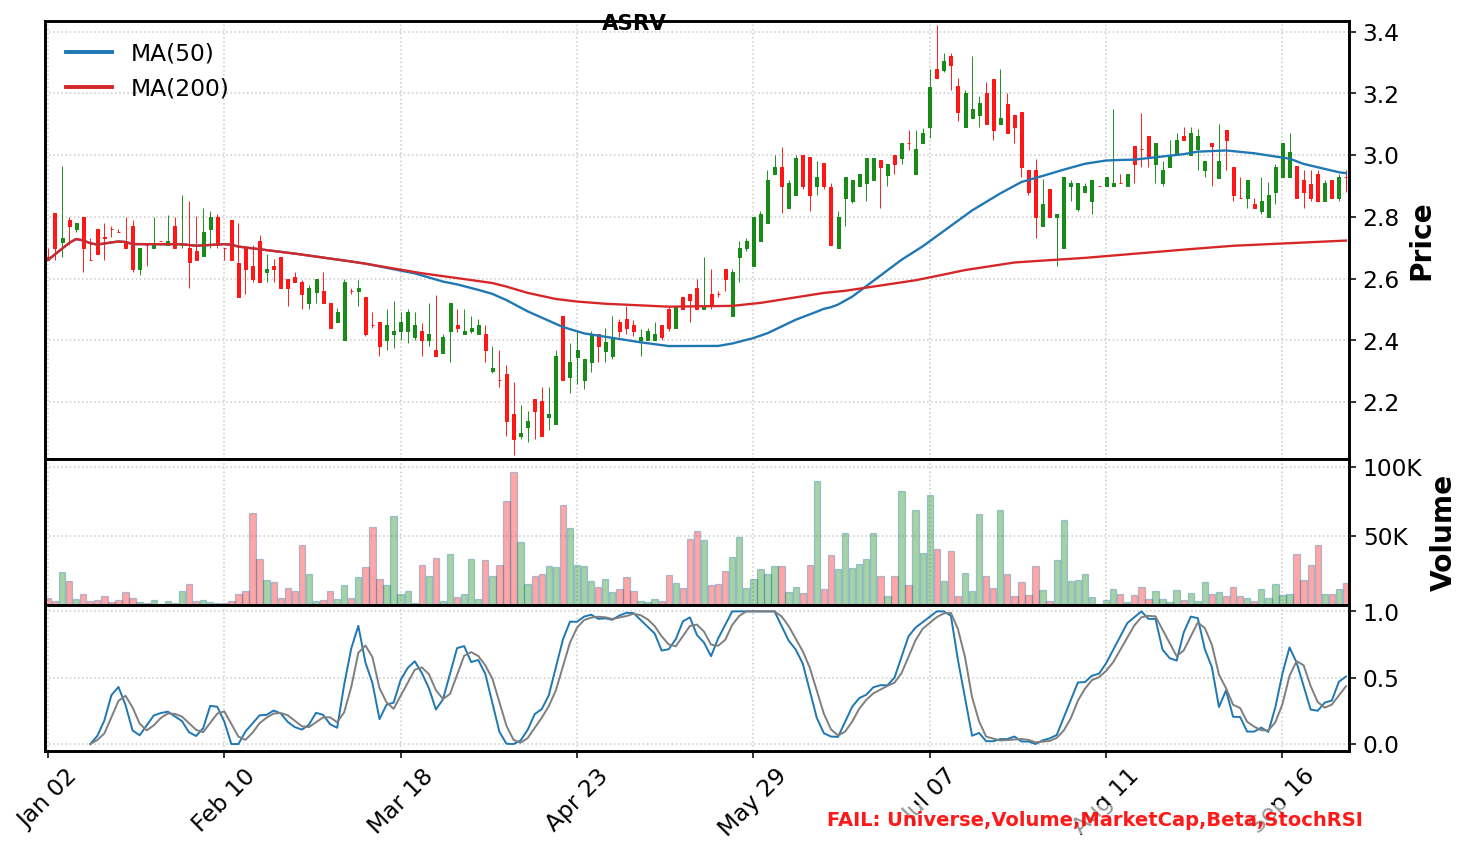 ASRV
MA(50)
MA(200)
3.4
3.2
3.0
2.8
2.6
2.4
2.2
Price
100K
50K
Volume
1.0
0.5
0.0
Jan 02
Feb 10
Mar 18
Apr 23
May 29
Jul 07
Aug 11
Sep 16
FAIL: Universe,Volume,MarketCap,Beta,StochRSI